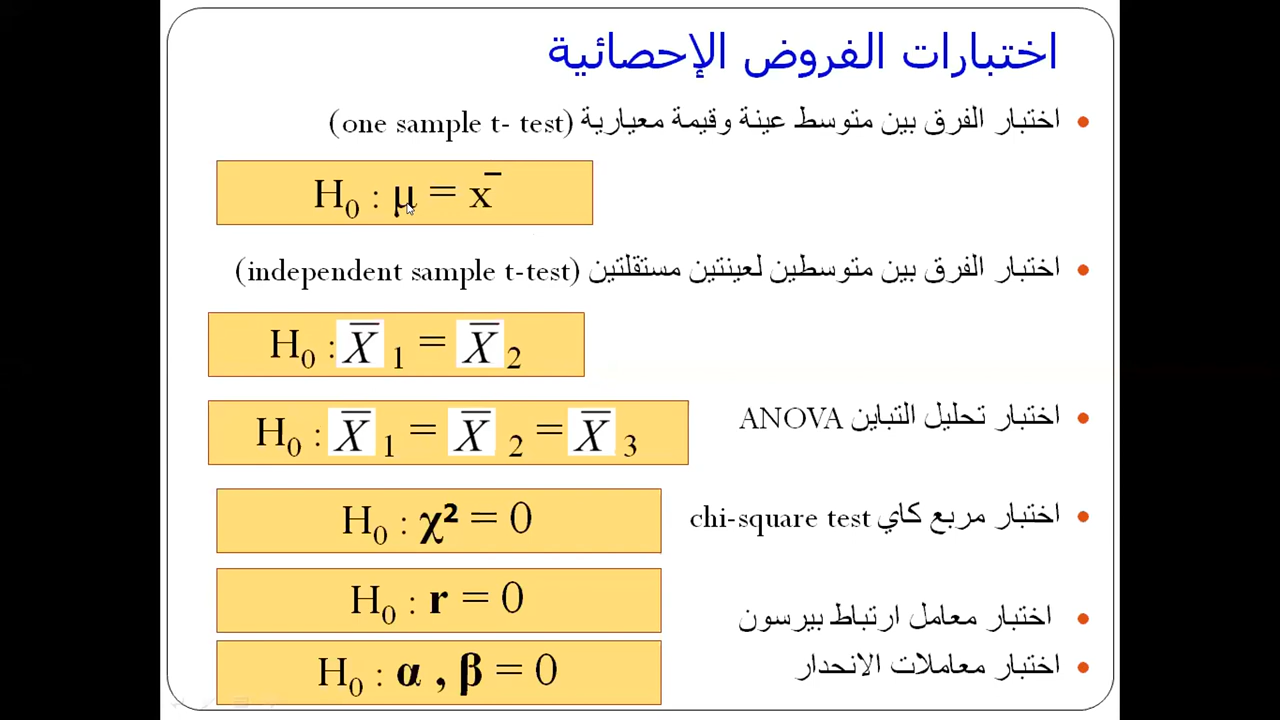 اختبارات الفروض الإحصائية
اختبار الفرق بين متوسط عينة وقيمة معيارية (one sample t- test)
H₀ : μ = x̄
اختبار الفرق بين متوسطين لعينتين مستقلتين (independent sample t-test)
H₀ : X̄ ₁ = X̄ ₂
اختبار تحليل التباين ANOVA
H₀ : X̄ ₁ = X̄ ₂ = X̄ ₃
اختبار مربع كاي chi-square test
H₀ : χ² = 0
اختبار معامل ارتباط بيرسون
H₀ : r = 0
اختبار معاملات الانحدار
H₀ : α , β = 0